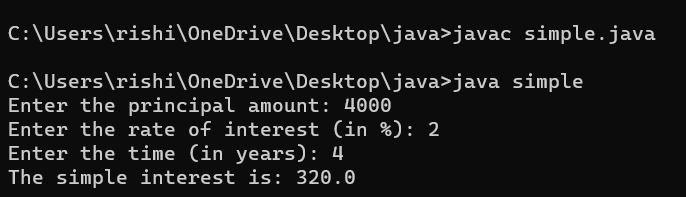 C:\Users\rishi\OneDrive\Desktop\java>javac simple.java
C:\Users\rishi\OneDrive\Desktop\java>java simple
Enter the principal amount: 4000
Enter the rate of interest (in %): 2
Enter the time (in years): 4
The simple interest is: 320.0